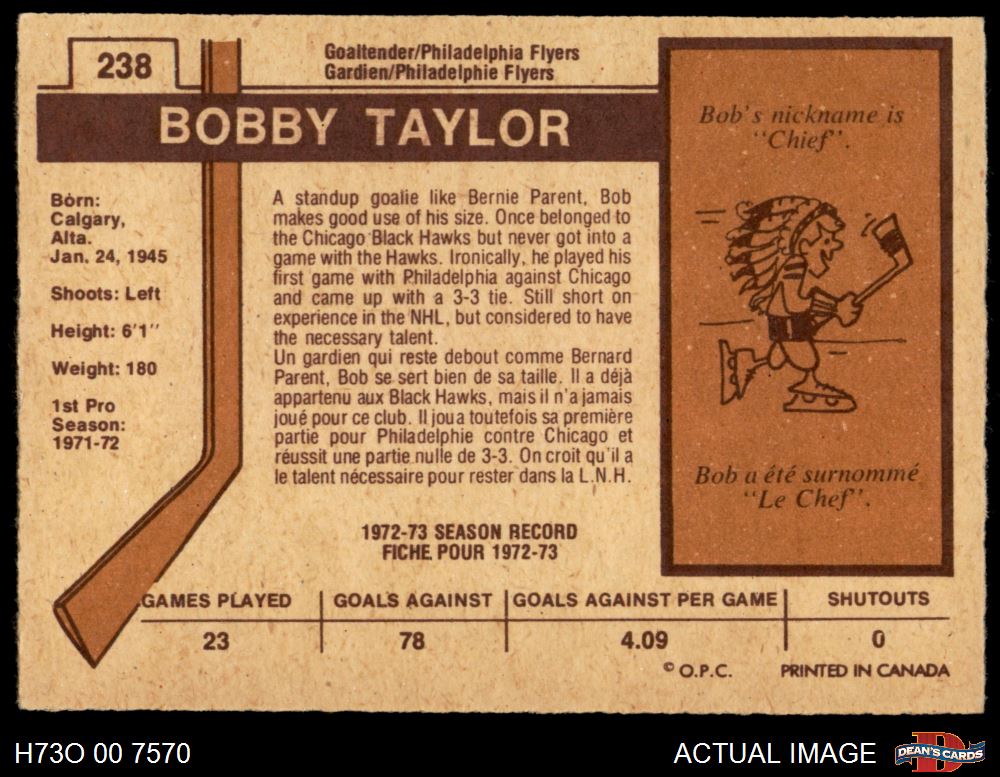 238
Goaltender/Philadelphia Flyers
Gardien/Philadelphie Flyers
BOBBY TAYLOR
Born:
Calgary,
Alta.
Jan. 24, 1945
Shoots: Left
Height: 6'1''
Weight: 180
1st Pro
Season:
1971-72
A standup goalie like Bernie Parent, Bob
makes good use of his size. Once belonged to
the Chicago Black Hawks but never got into a
game with the Hawks. Ironically, he played his
first game with Philadelphia against Chicago
and came up with a 3-3 tie. Still short on
experience in the NHL, but considered to have
the necessary talent.
Un gardien qui reste debout comme Bernard
Parent, Bob se sert bien de sa taille. Il a déjà
appartenu aux Black Hawks, mais il n'a jamais
joué pour ce club. Il joua toutefois sa première
partie pour Philadelphie contre Chicago et
réussit une partie nulle de 3-3. On croit qu'il a
le talent nécessaire pour rester dans la L.N.H.
Bob's nickname is
"Chief".
Bob a été surnommé
"Le Chef".
1972-73 SEASON RECORD
FICHE POUR 1972-73
GAMES PLAYED GOALS AGAINST GOALS AGAINST PER GAME SHUTOUTS
23 78 4.09 0
© O.P.C. PRINTED IN CANADA
H73O 00 7570 ACTUAL IMAGE DEAN'S CARDS